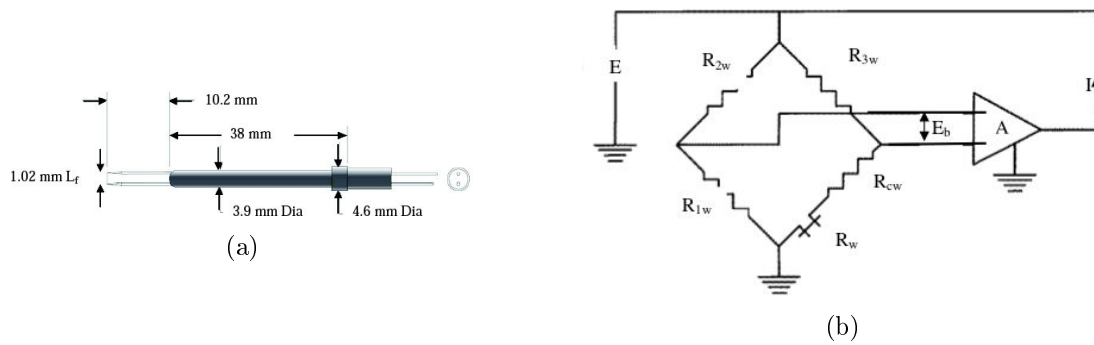 10.2 mm
38 mm
1.02 mm L_f
3.9 mm Dia
4.6 mm Dia
(a)
E
R_2w
R_3w
E_b
A
I
R_1w
R_cw
R_w
(b)